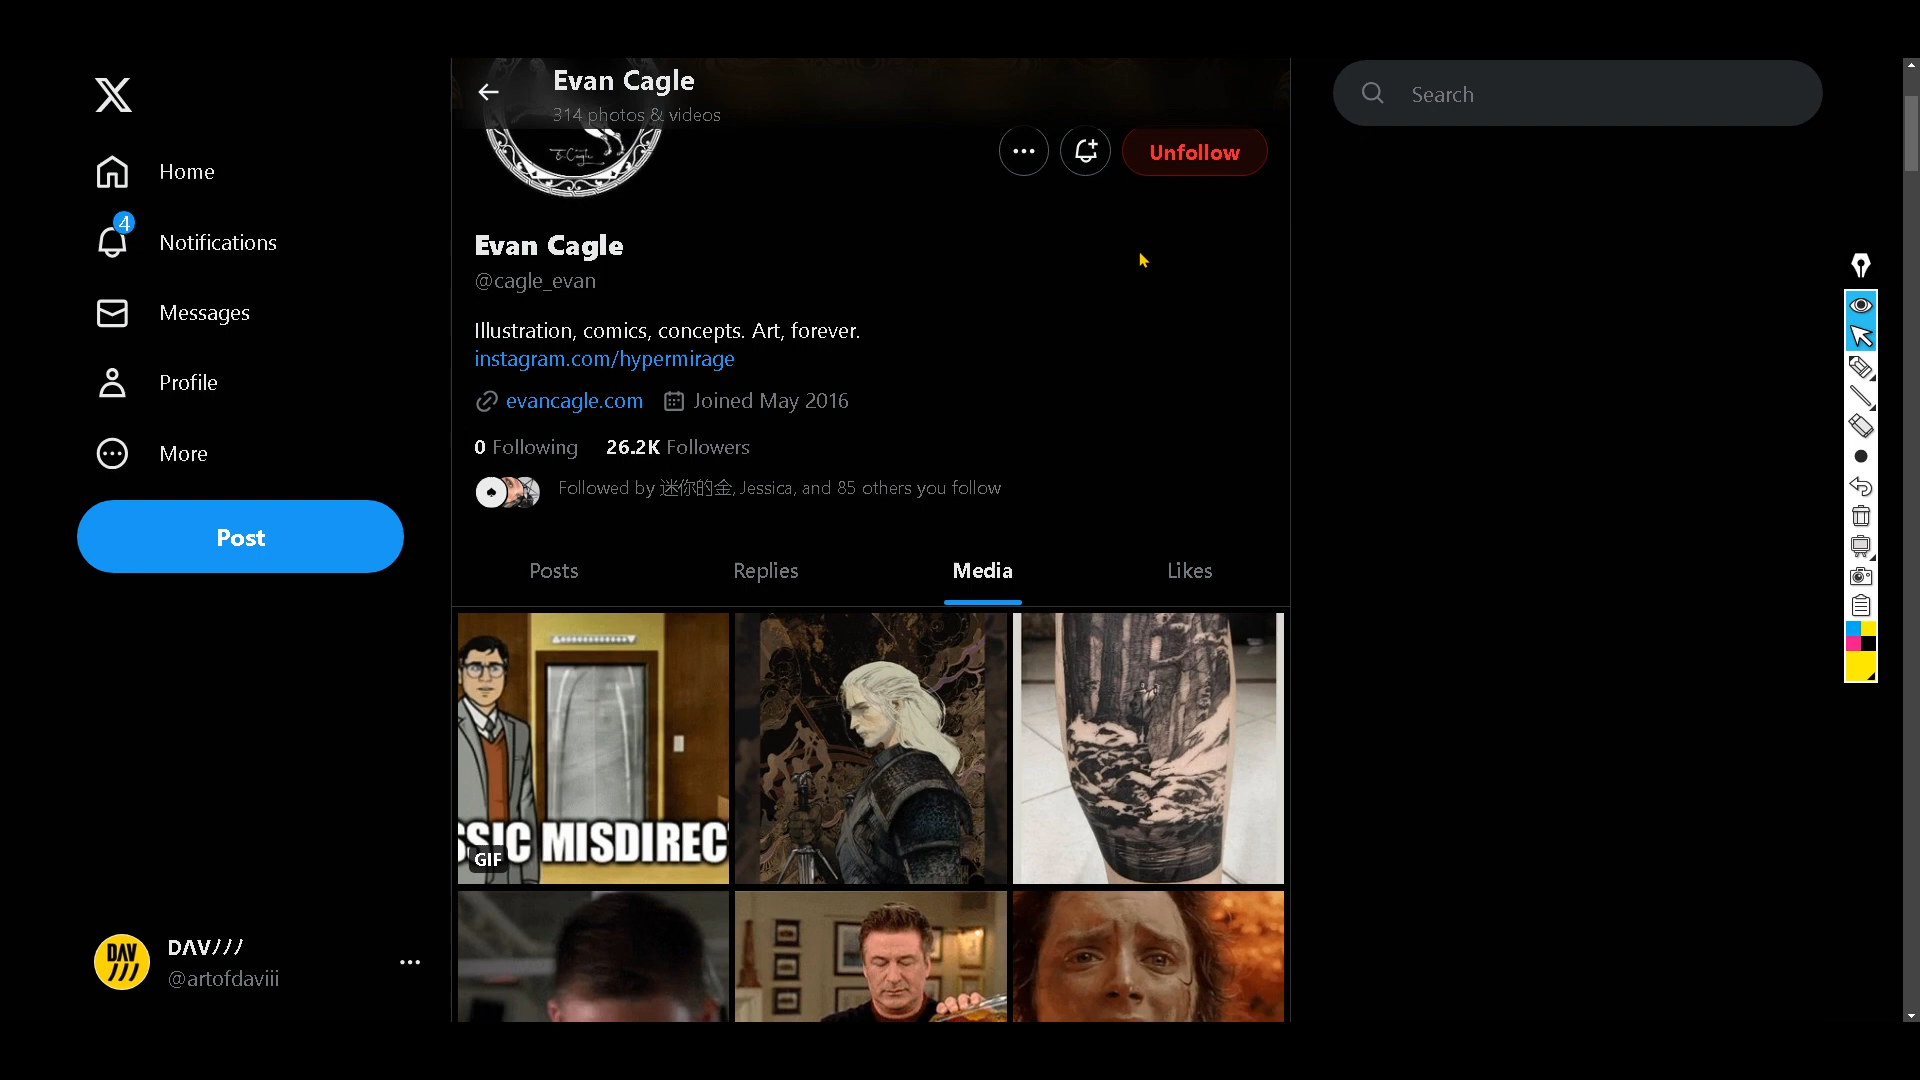 Evan Cagle
314 photos & videos
Search
E.Cagle
Unfollow
Home
4
Notifications
Messages
Profile
More
Post
Evan Cagle
@cagle_evan
Illustration, comics, concepts. Art, forever.
instagram.com/hypermirage
evancagle.com Joined May 2016
0 Following 26.2K Followers
Followed by 迷你的金, Jessica, and 85 others you follow
Posts Replies Media Likes
SSIC MISDIREC
GIF
DAV
DΛV///
@artofdaviii